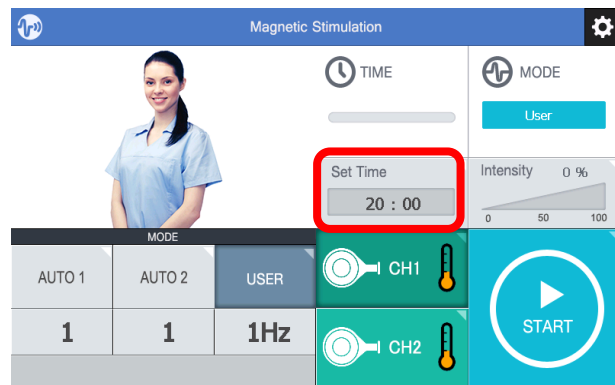 Magnetic Stimulation
TIME
MODE
User
Set Time
20 : 00
Intensity 0 %
0 50 100
MODE
AUTO 1 AUTO 2 USER
1 1 1Hz
CH1
CH2
START